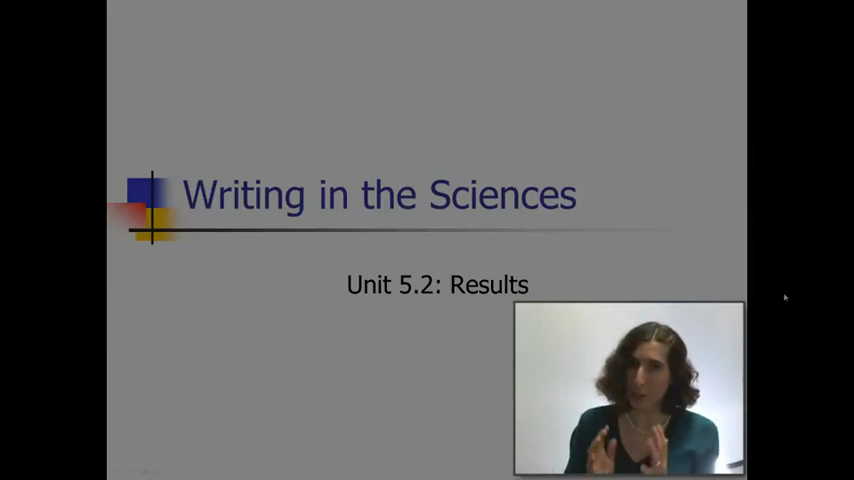 Writing in the Sciences
Unit 5.2: Results